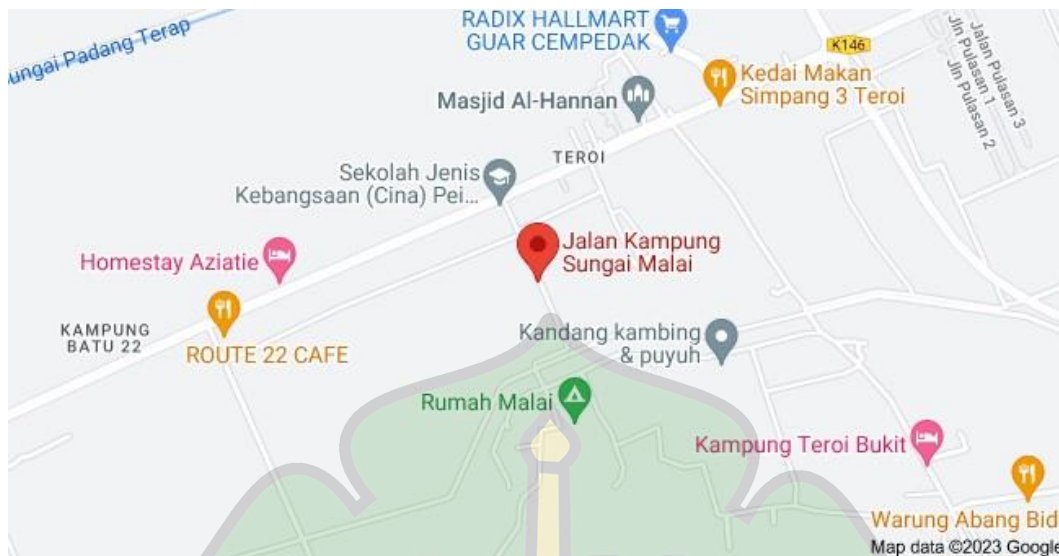 RADIX HALLMART
GUAR CEMPEDAK
ungai Padang Terap
K146
Jalan Pulasan 3
Jln Pulasan 1
Jln Pulasan 2
Kedai Makan
Simpang 3 Teroi
Masjid Al-Hannan
TEROI
Sekolah Jenis
Kebangsaan (Cina) Pei...
Jalan Kampung
Sungai Malai
Homestay Aziatie
KAMPUNG
BATU 22
ROUTE 22 CAFE
Kandang kambing
& puyuh
Rumah Malai
Kampung Teroi Bukit
Warung Abang Bid
Map data ©2023 Google